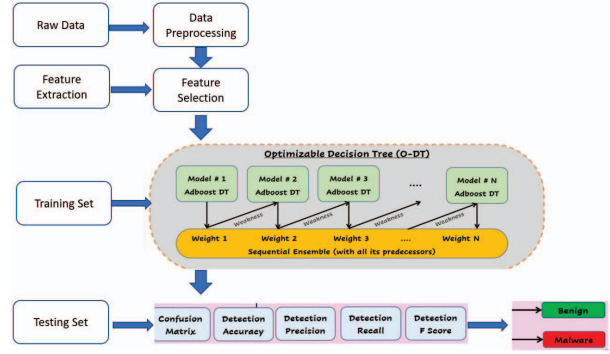 Raw Data
Data
Preprocessing
Feature
Extraction
Feature
Selection
Optimizable Decision Tree (O-DT)
Training Set
Model # 1
Adboost DT
Model # 2
Adboost DT
Model # 3
Adboost DT
....
Model # N
Adboost DT
Weakness
Weakness
Weakness
Weakness
Weight 1
Weight 2
Weight 3
....
Weight N
Sequential Ensemble (with all its predecessors)
Testing Set
Confusion
Matrix
Detection
Accuracy
Detection
Precision
Detection
Recall
Detection
F Score
Benign
Malware